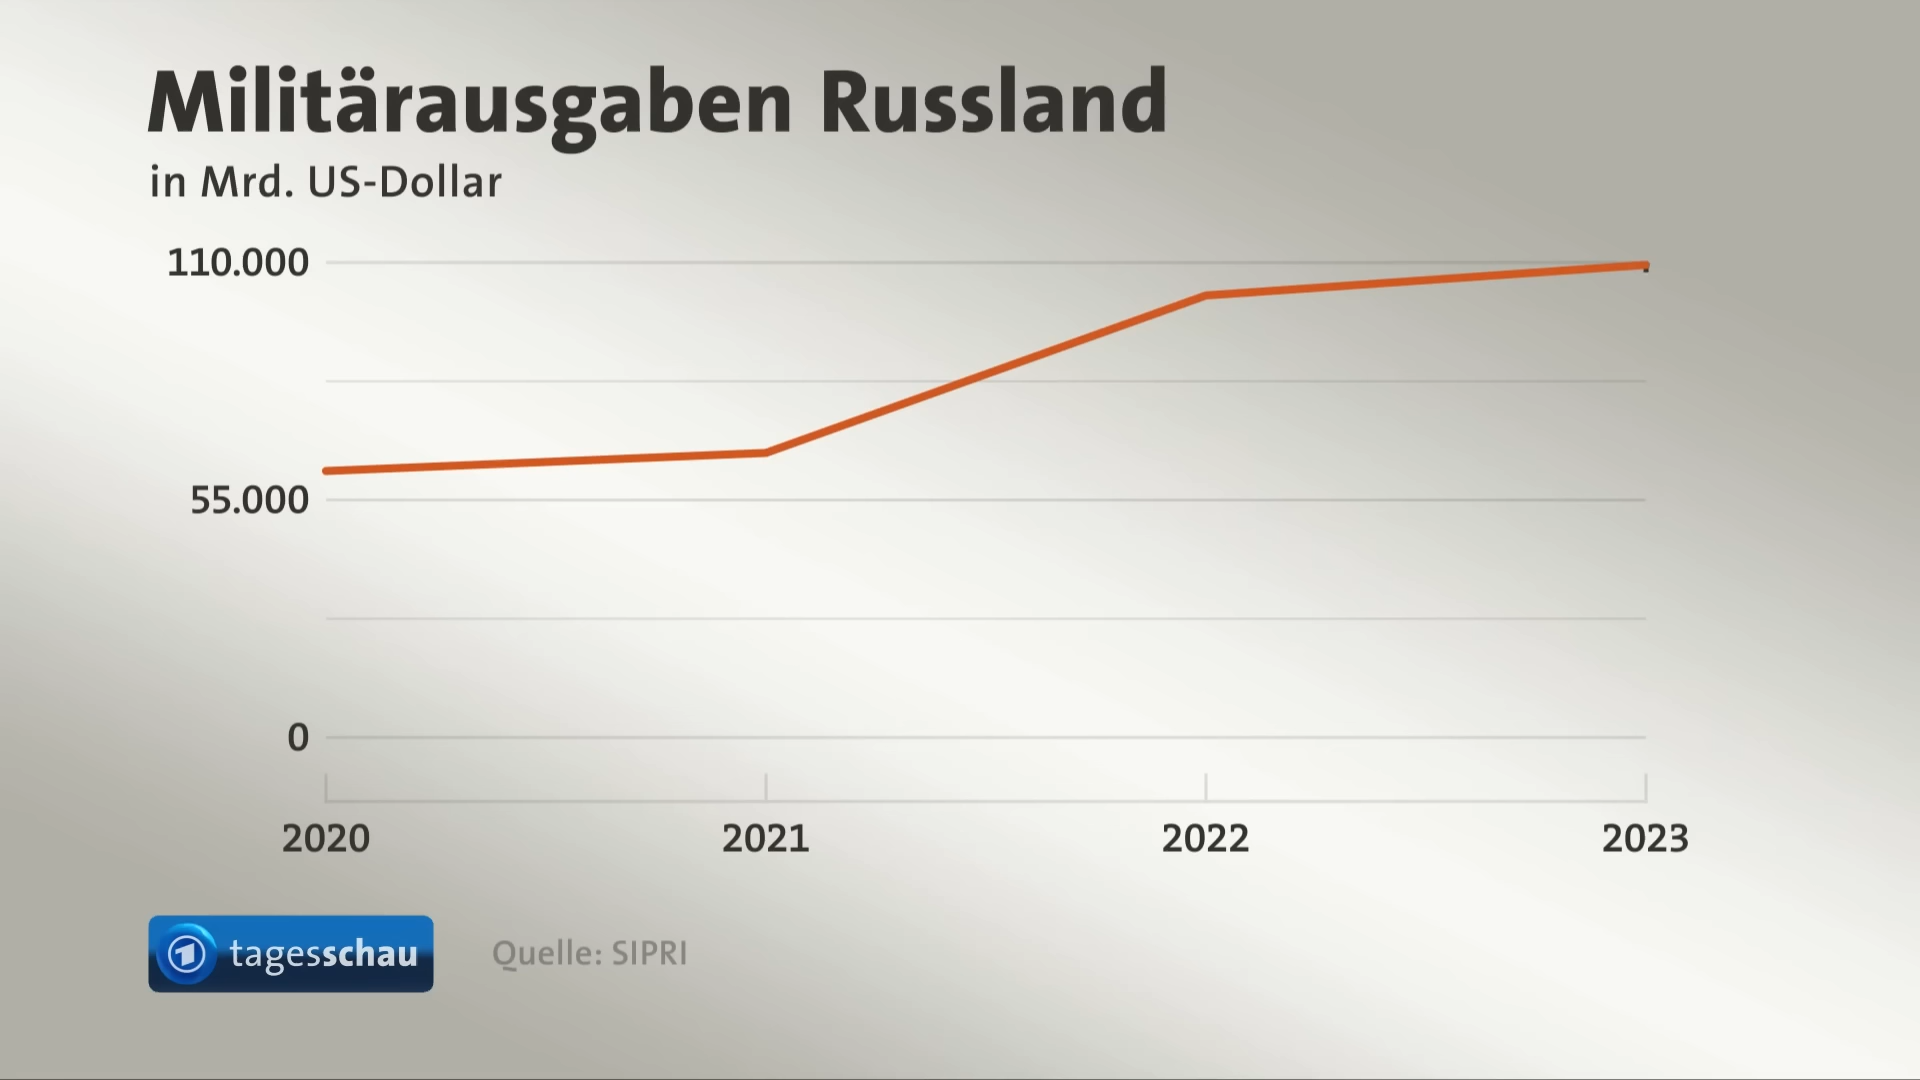 Militärausgaben Russland
in Mrd. US-Dollar
110.000
55.000
0
2020 2021 2022 2023
tagesschau Quelle: SIPRI